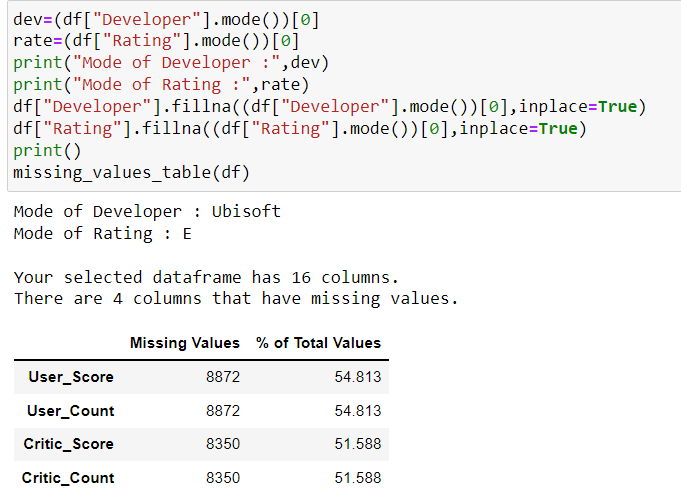 dev=(df["Developer"].mode())[0]
rate=(df["Rating"].mode())[0]
print("Mode of Developer :",dev)
print("Mode of Rating :",rate)
df["Developer"].fillna((df["Developer"].mode())[0],inplace=True)
df["Rating"].fillna((df["Rating"].mode())[0],inplace=True)
print()
missing_values_table(df)
Mode of Developer : Ubisoft
Mode of Rating : E
Your selected dataframe has 16 columns.
There are 4 columns that have missing values.
Missing Values % of Total Values
User_Score 8872 54.813
User_Count 8872 54.813
Critic_Score 8350 51.588
Critic_Count 8350 51.588